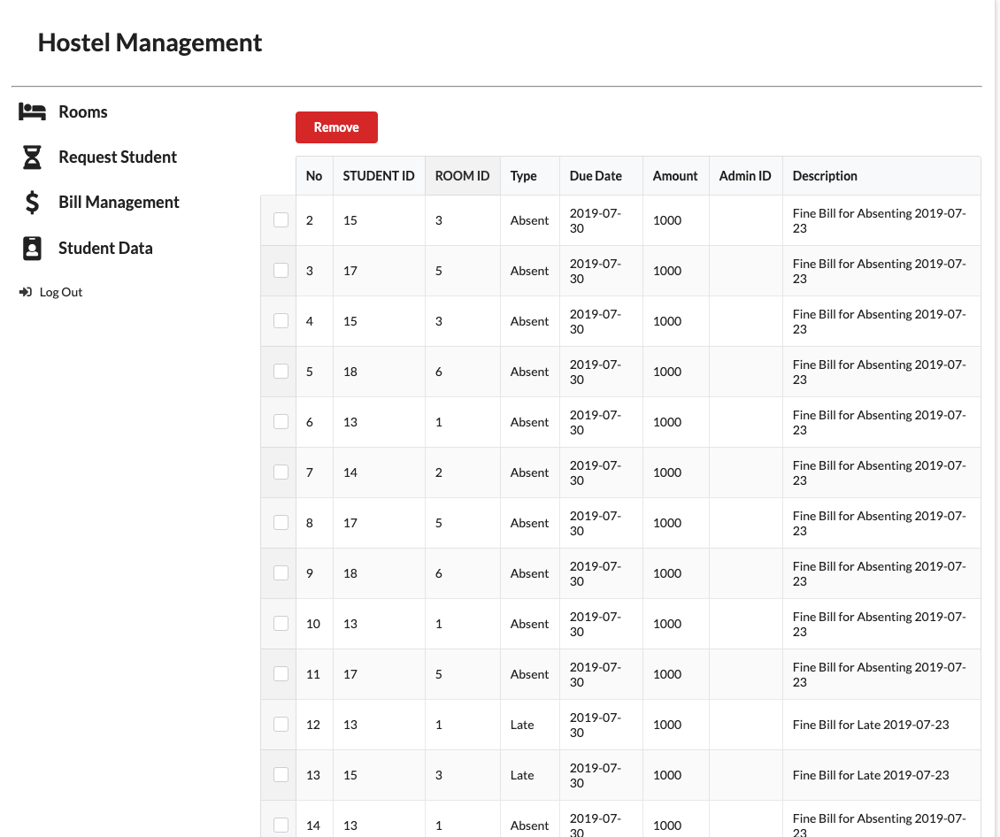 Hostel Management
Rooms
Request Student
Bill Management
Student Data
Log Out
Remove
No STUDENT ID ROOM ID Type Due Date Amount Admin ID Description
2 15 3 Absent 2019-07-30 1000 Fine Bill for Absenting 2019-07-23
3 17 5 Absent 2019-07-30 1000 Fine Bill for Absenting 2019-07-23
4 15 3 Absent 2019-07-30 1000 Fine Bill for Absenting 2019-07-23
5 18 6 Absent 2019-07-30 1000 Fine Bill for Absenting 2019-07-23
6 13 1 Absent 2019-07-30 1000 Fine Bill for Absenting 2019-07-23
7 14 2 Absent 2019-07-30 1000 Fine Bill for Absenting 2019-07-23
8 17 5 Absent 2019-07-30 1000 Fine Bill for Absenting 2019-07-23
9 18 6 Absent 2019-07-30 1000 Fine Bill for Absenting 2019-07-23
10 13 1 Absent 2019-07-30 1000 Fine Bill for Absenting 2019-07-23
11 17 5 Absent 2019-07-30 1000 Fine Bill for Absenting 2019-07-23
12 13 1 Late 2019-07-30 1000 Fine Bill for Late 2019-07-23
13 15 3 Late 2019-07-30 1000 Fine Bill for Late 2019-07-23
14 13 1 Absent 2019-07-30 1000 Fine Bill for Absenting 2019-07-23